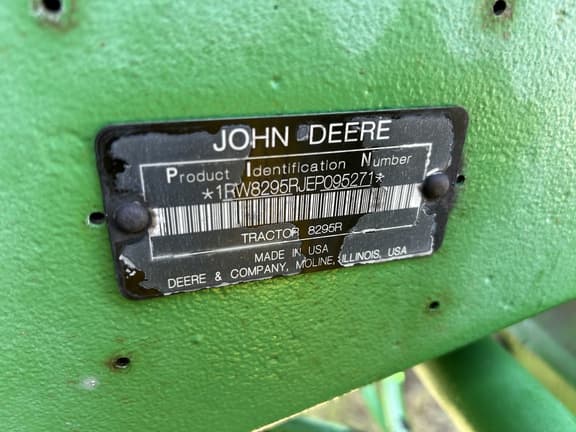 JOHN DEERE
Product Identification Number
*1RW8295RJEP095271*
TRACTOR 8295R
MADE IN USA
DEERE & COMPANY, MOLINE, ILLINOIS, USA